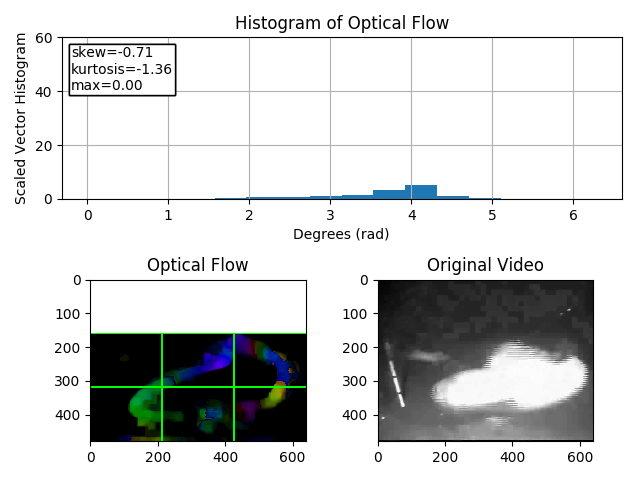 Histogram of Optical Flow
Scaled Vector Histogram
60
40
20
0
skew=-0.71
kurtosis=-1.36
max=0.00
0 1 2 3 4 5 6
Degrees (rad)
Optical Flow
0
100
200
300
400
0 200 400 600
Original Video
0
100
200
300
400
0 200 400 600